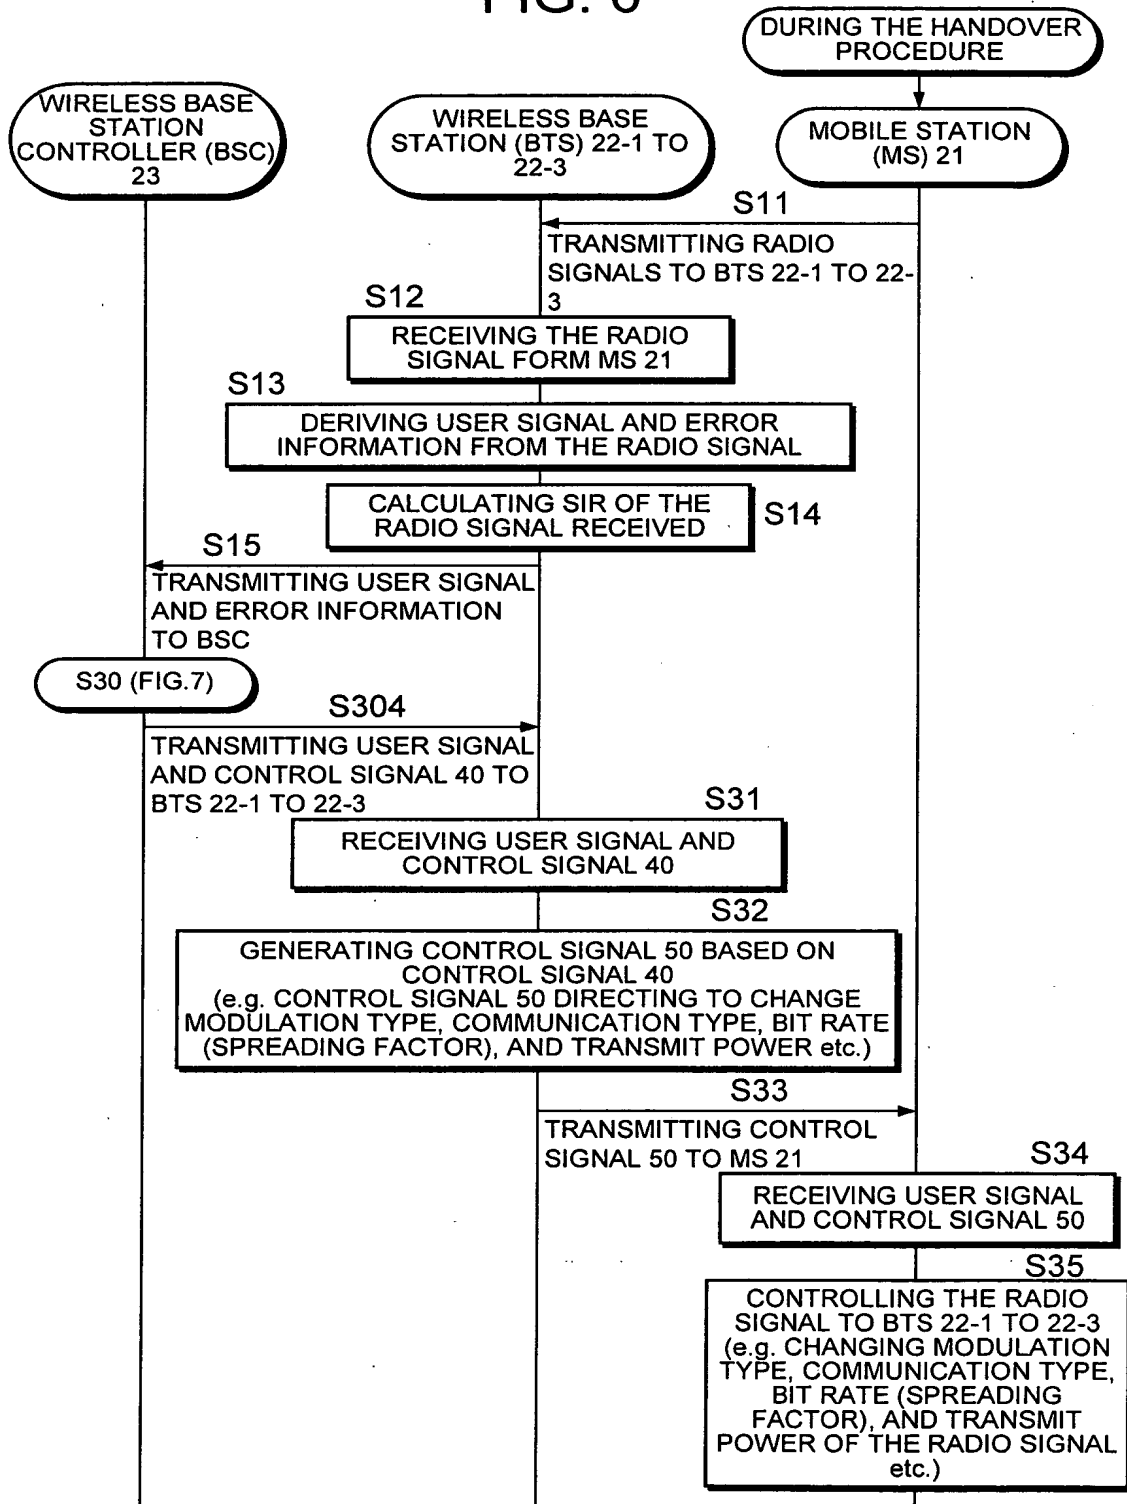 FIG. 6
DURING THE HANDOVER
PROCEDURE
WIRELESS BASE
STATION
CONTROLLER (BSC)
23
WIRELESS BASE
STATION (BTS) 22-1 TO
22-3
MOBILE STATION
(MS) 21
S11
TRANSMITTING RADIO
SIGNALS TO BTS 22-1 TO 22-
3
S12
RECEIVING THE RADIO
SIGNAL FORM MS 21
S13
DERIVING USER SIGNAL AND ERROR
INFORMATION FROM THE RADIO SIGNAL
CALCULATING SIR OF THE
RADIO SIGNAL RECEIVED
S14
S15
TRANSMITTING USER SIGNAL
AND ERROR INFORMATION
TO BSC
S30 (FIG.7)
S304
TRANSMITTING USER SIGNAL
AND CONTROL SIGNAL 40 TO
BTS 22-1 TO 22-3
S31
RECEIVING USER SIGNAL AND
CONTROL SIGNAL 40
S32
GENERATING CONTROL SIGNAL 50 BASED ON
CONTROL SIGNAL 40
(e.g. CONTROL SIGNAL 50 DIRECTING TO CHANGE
MODULATION TYPE, COMMUNICATION TYPE, BIT RATE
(SPREADING FACTOR), AND TRANSMIT POWER etc.)
S33
TRANSMITTING CONTROL
SIGNAL 50 TO MS 21
S34
RECEIVING USER SIGNAL
AND CONTROL SIGNAL 50
S35
CONTROLLING THE RADIO
SIGNAL TO BTS 22-1 TO 22-3
(e.g. CHANGING MODULATION
TYPE, COMMUNICATION TYPE,
BIT RATE (SPREADING
FACTOR), AND TRANSMIT
POWER OF THE RADIO SIGNAL
etc.)